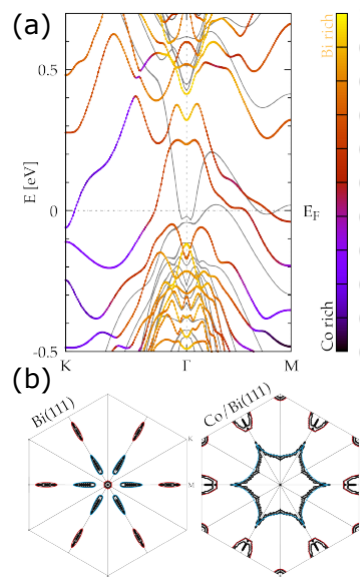 (a)
Bi rich
0.5
E [eV]
0
E_F
Co rich
-0.5
K
Γ
M
(b)
Bi(111)
Co/Bi(111)
K
M